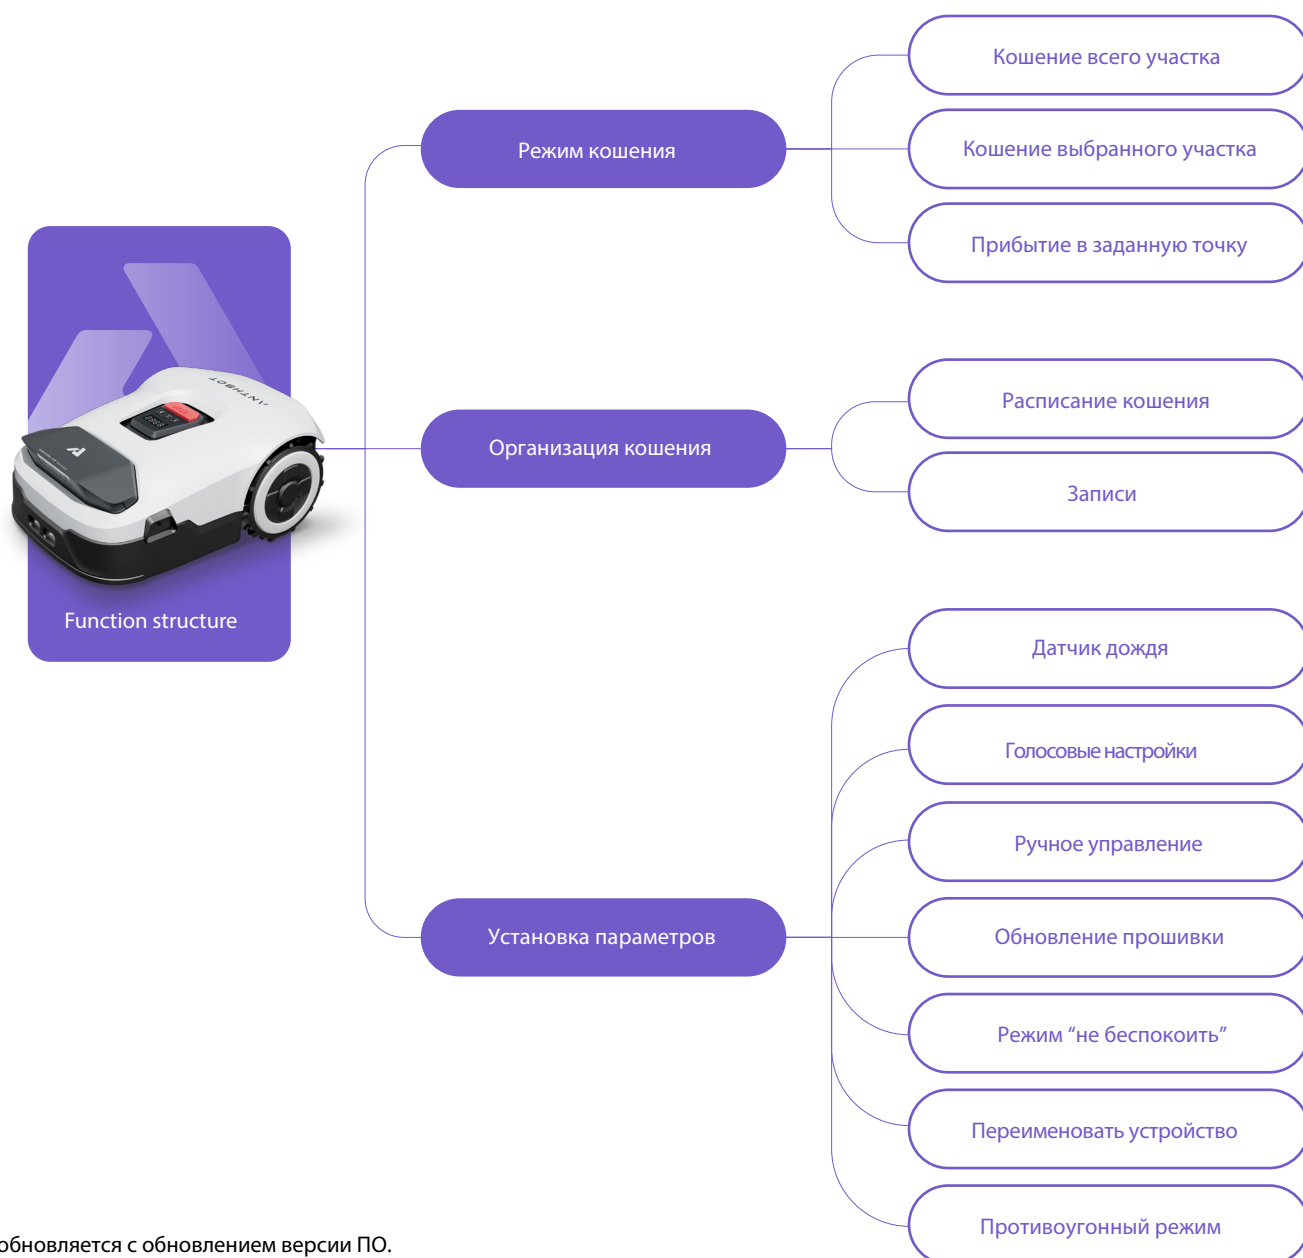 Кошение всего участка
Режим кошения
Кошение выбранного участка
Прибытие в заданную точку
ANTHBOT
Function structure
Организация кошения
Расписание кошения
Записи
Установка параметров
Датчик дождя
Голосовые настройки
Ручное управление
Обновление прошивки
Режим “не беспокоить”
Переименовать устройство
Противоугонный режим
обновляется с обновлением версии ПО.